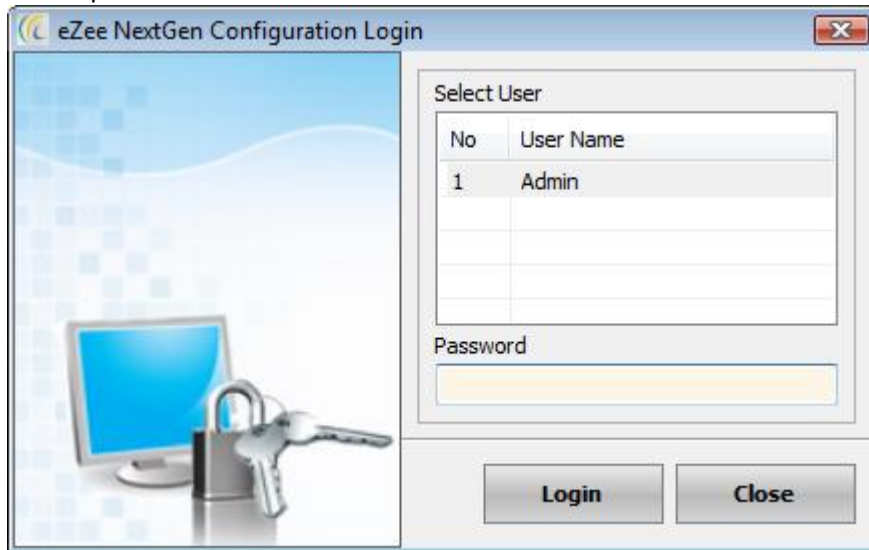 eZee NextGen Configuration Login
Select User
No User Name
1 Admin
Password
Login Close